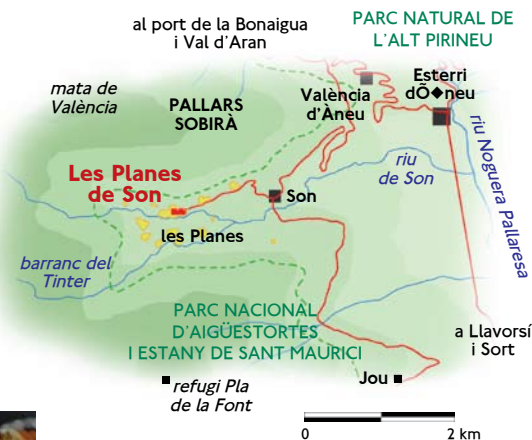 al port de la Bonaigua
i Val d'Aran
PARC NATURAL DE
L'ALT PIRINEU
mata de
València
PALLARS
SOBIRÀ
València
d'Àneu
Esterri
dÕ�neu
riu Noguera Pallaresa
Les Planes
de Son
riu
de Son
Son
les Planes
barranc del
Tinter
PARC NACIONAL
D'AIGÜESTORTES
I ESTANY DE SANT MAURICI
a Llavorsí
i Sort
refugi Pla
de la Font
Jou
0 2 km